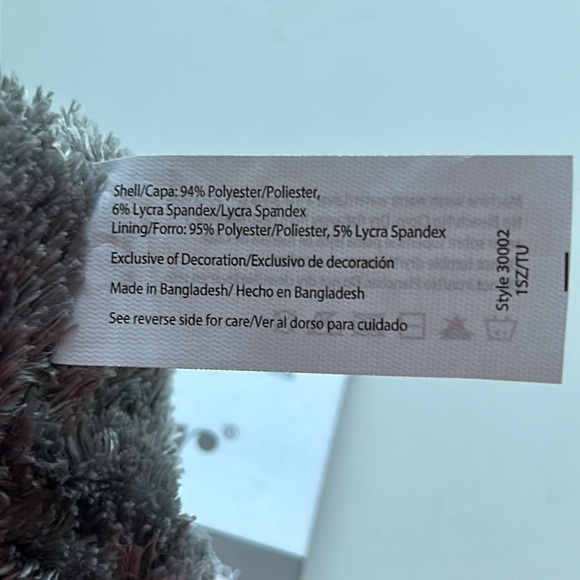 Shell/Capa: 94% Polyester/Poliester,
6% Lycra Spandex/Lycra Spandex
Lining/Forro: 95% Polyester/Poliester, 5% Lycra Spandex
Exclusive of Decoration/Exclusivo de decoración
Made in Bangladesh/ Hecho en Bangladesh
See reverse side for care/Ver al dorso para cuidado
Style 30002
1SZ/TU